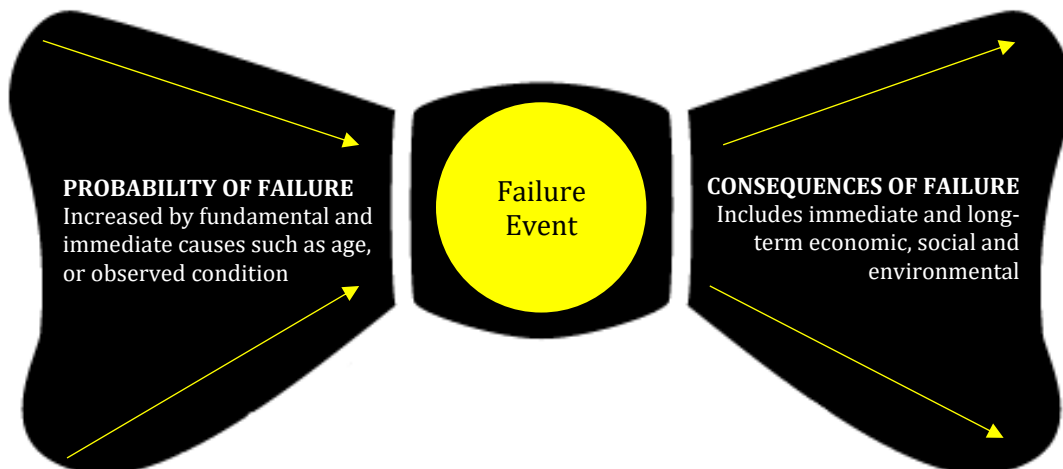 PROBABILITY OF FAILURE
Increased by fundamental and
immediate causes such as age,
or observed condition
Failure
Event
CONSEQUENCES OF FAILURE
Includes immediate and long-
term economic, social and
environmental